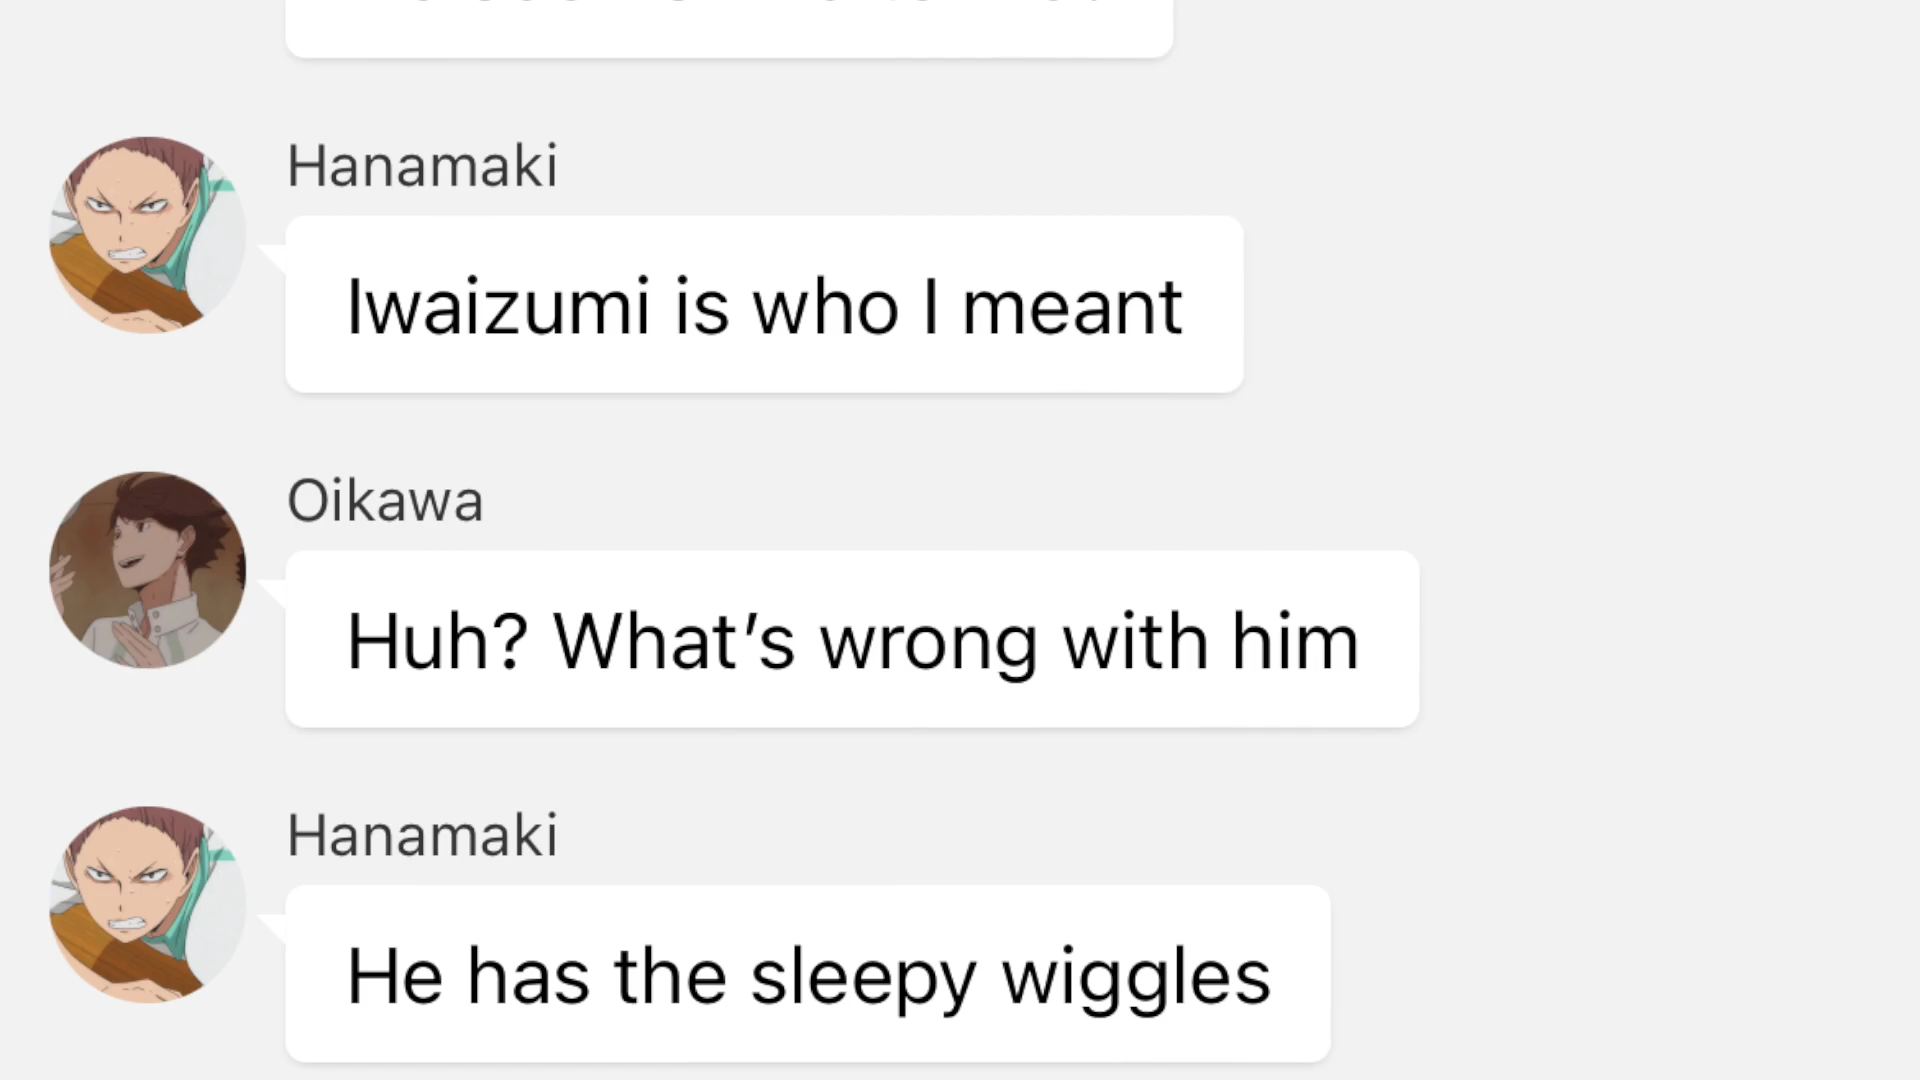 Hanamaki
Iwaizumi is who I meant
Oikawa
Huh? What's wrong with him
Hanamaki
He has the sleepy wiggles